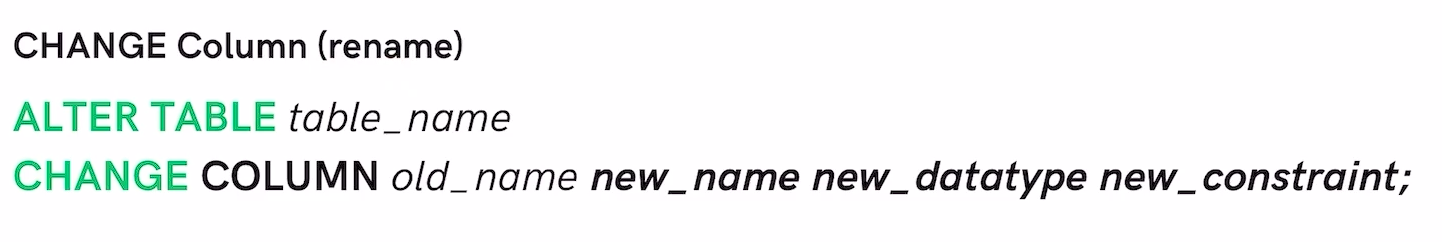 CHANGE Column (rename)
ALTER TABLE table_name
CHANGE COLUMN old_name new_name new_datatype new_constraint;